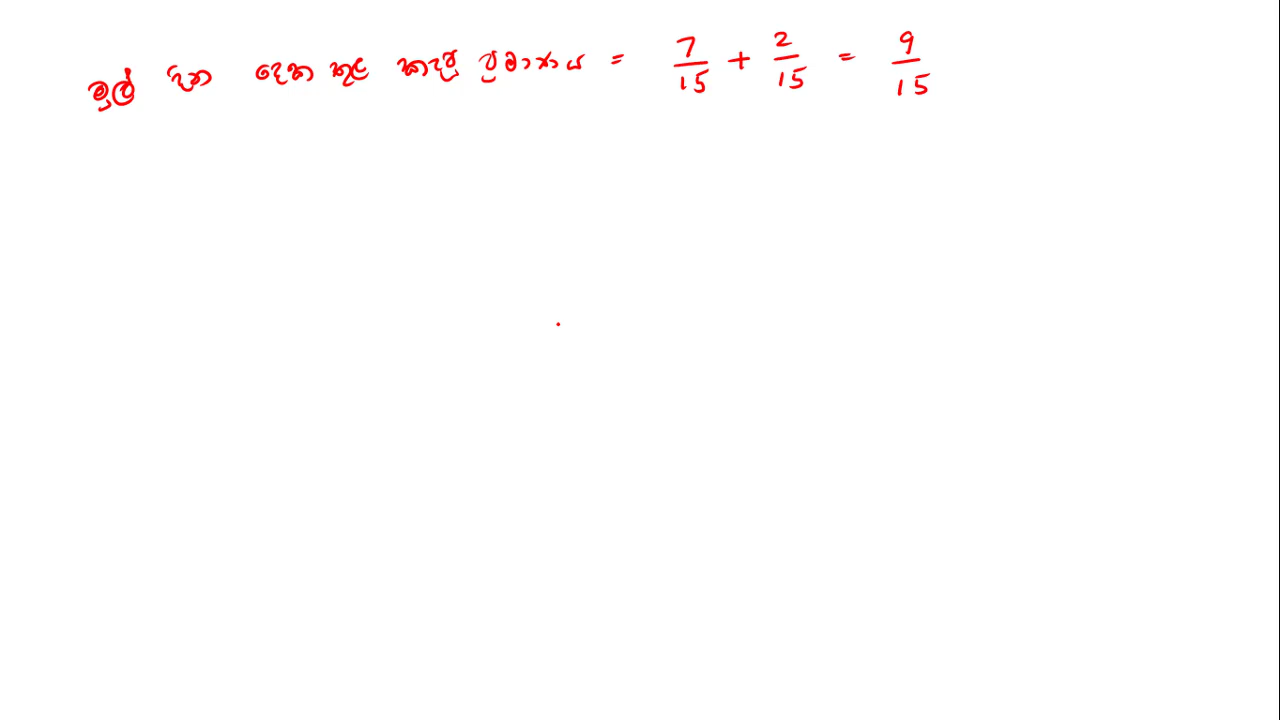 මුල් දින දෙක තුල කැපූ ප්‍රමාණය = 7/15 + 2/15 = 9/15